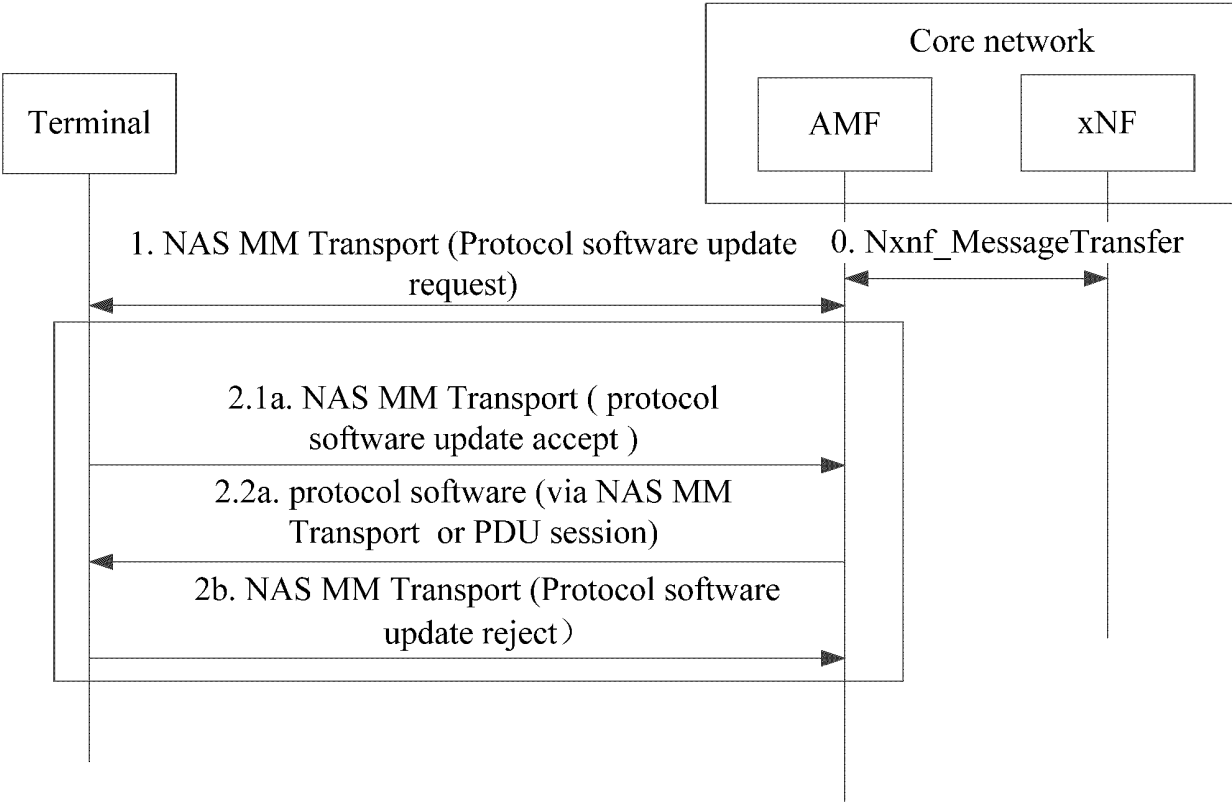 Core network
Terminal
AMF
xNF
1. NAS MM Transport (Protocol software update
request)
0. Nxnf_MessageTransfer
2.1a. NAS MM Transport ( protocol
software update accept )
2.2a. protocol software (via NAS MM
Transport or PDU session)
2b. NAS MM Transport (Protocol software
update reject）